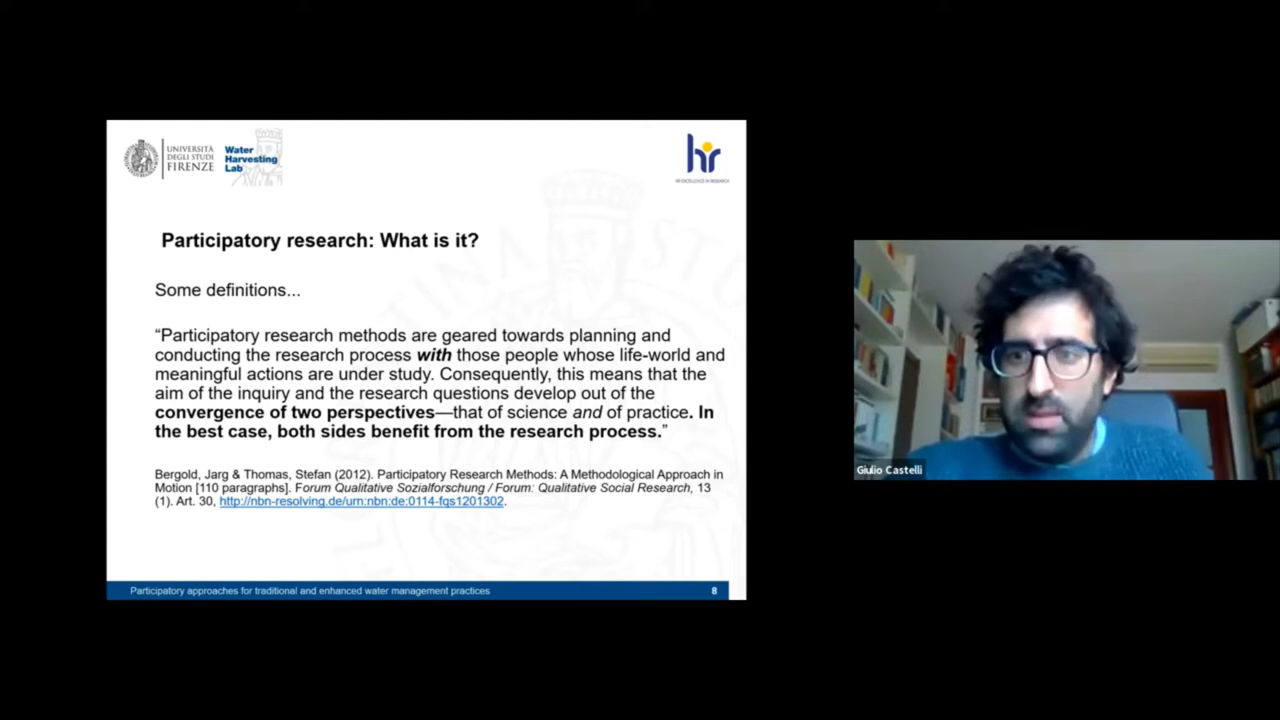 UNIVERSITÀ
DEGLI STUDI
FIRENZE
Water
Harvesting
Lab
hr
HR EXCELLENCE IN RESEARCH
Participatory research: What is it?
Some definitions...
“Participatory research methods are geared towards planning and
conducting the research process with those people whose life-world and
meaningful actions are under study. Consequently, this means that the
aim of the inquiry and the research questions develop out of the
convergence of two perspectives—that of science and of practice. In
the best case, both sides benefit from the research process.”
Bergold, Jarg & Thomas, Stefan (2012). Participatory Research Methods: A Methodological Approach in
Motion [110 paragraphs]. Forum Qualitative Sozialforschung / Forum: Qualitative Social Research, 13
(1). Art. 30, http://nbn-resolving.de/urn:nbn:de:0114-fqs1201302.
Participatory approaches for traditional and enhanced water management practices
8
Giulio Castelli